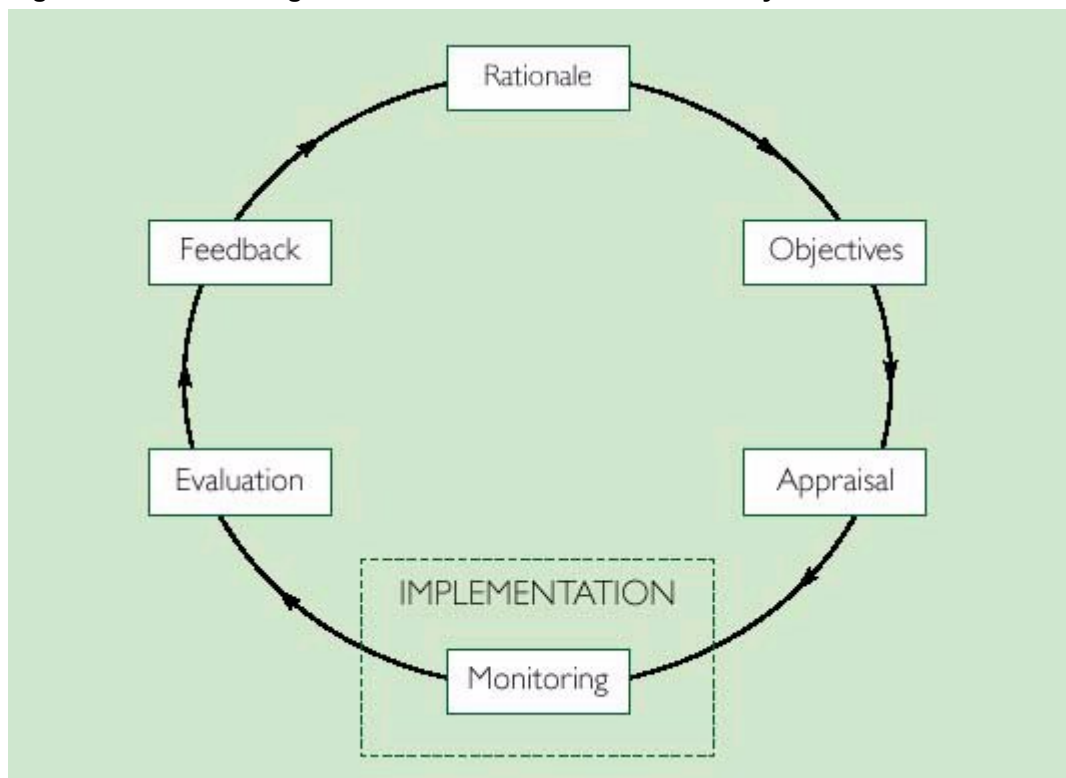 Rationale
Objectives
Appraisal
IMPLEMENTATION
Monitoring
Evaluation
Feedback